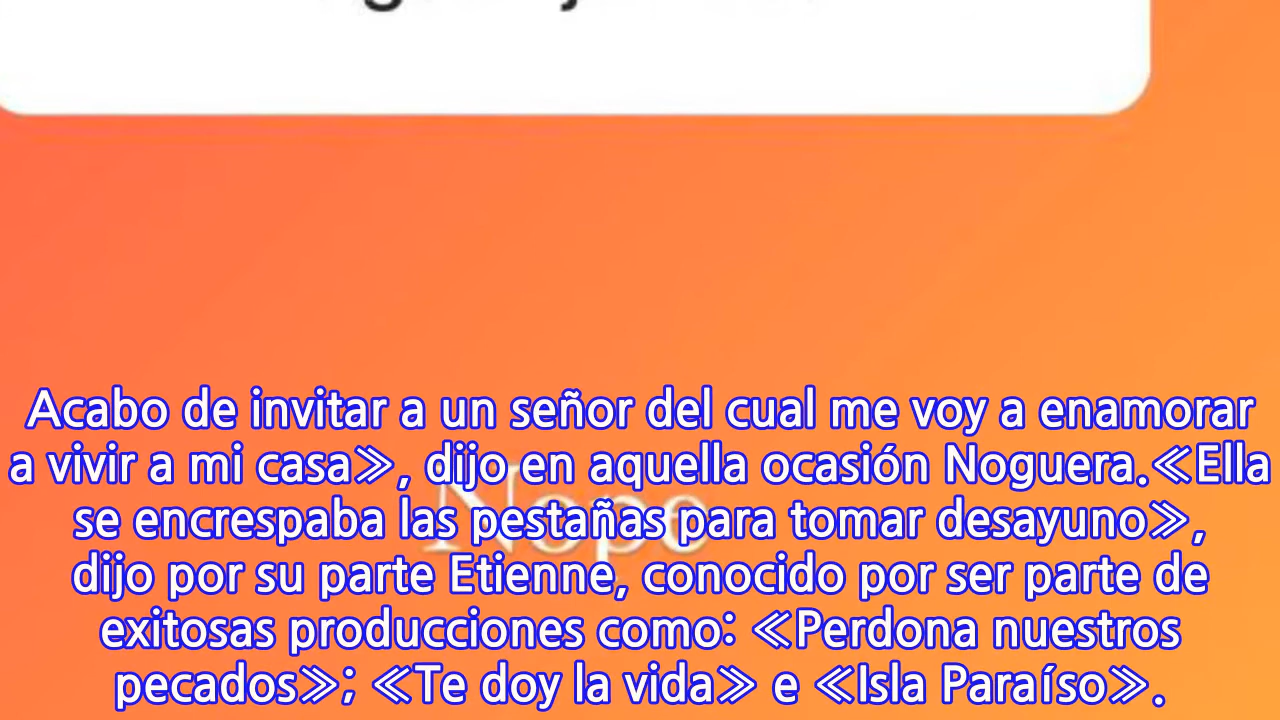 Acabo de invitar a un señor del cual me voy a enamorar
a vivir a mi casa≫, dijo en aquella ocasión Noguera.≪Ella
Nope
se encrespaba las pestañas para tomar desayuno≫,
dijo por su parte Etienne, conocido por ser parte de
exitosas producciones como: ≪Perdona nuestros
pecados≫; ≪Te doy la vida≫ e ≪Isla Paraíso≫.